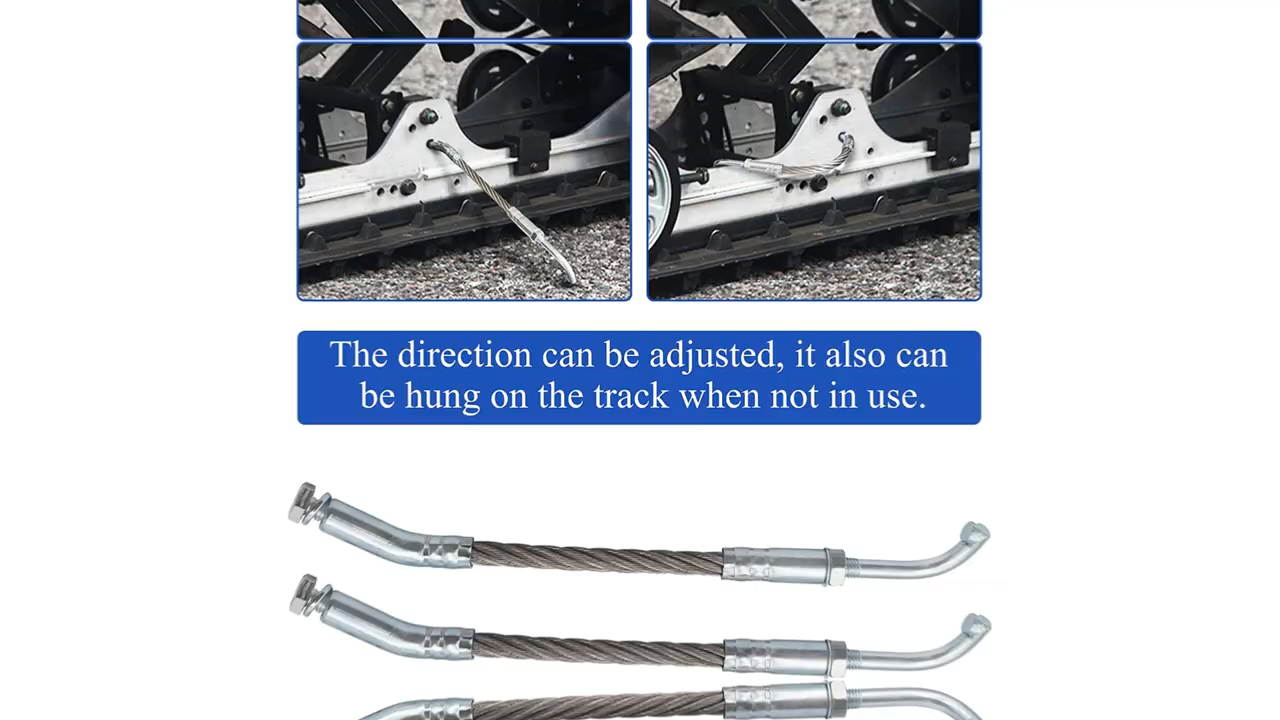 The direction can be adjusted, it also can
be hung on the track when not in use.